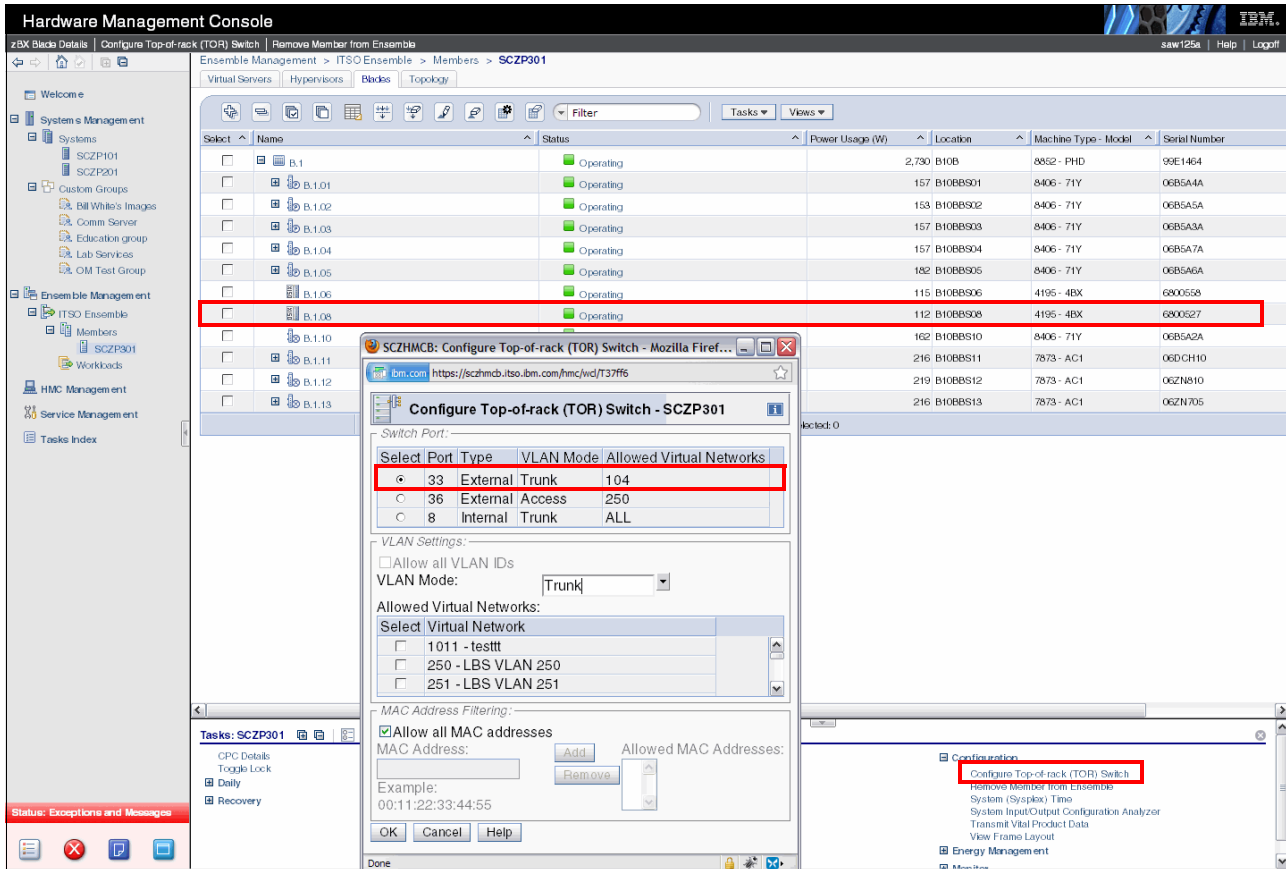 Hardware Management Console
IBM.
zBX Blade Details | Configure Top-of-rack (TOR) Switch | Remove Member from Ensemble
saw125a | Help | Logoff
Welcome
Systems Management
Systems
SCZP101
SCZP201
Custom Groups
Bill White's Images
Comm Server
Education group
Lab Services
OM Test Group
Ensemble Management
ITSO Ensemble
Members
SCZP301
Workloads
HMC Management
Service Management
Tasks Index
Status: Exceptions and Messages
Ensemble Management > ITSO Ensemble > Members > SCZP301
Virtual Servers Hypervisors Blades Topology
Filter
Tasks Views
Select Name Status Power Usage (W) Location Machine Type - Model Serial Number
B.1 Operating 2,730 B10B 8852 - PHD 99E1464
B.1.01 Operating 157 B10BBS01 8406 - 71Y 06B5A4A
B.1.02 Operating 153 B10BBS02 8406 - 71Y 06B5A5A
B.1.03 Operating 157 B10BBS03 8406 - 71Y 06B5A3A
B.1.04 Operating 157 B10BBS04 8406 - 71Y 06B5A7A
B.1.05 Operating 182 B10BBS05 8406 - 71Y 06B5A6A
B.1.06 Operating 115 B10BBS06 4195 - 4BX 6800558
B.1.08 Operating 112 B10BBS08 4195 - 4BX 6800527
B.1.10 162 B10BBS10 8406 - 71Y 06B5A2A
B.1.11 216 B10BBS11 7873 - AC1 06DCH10
B.1.12 219 B10BBS12 7873 - AC1 06ZN810
B.1.13 216 B10BBS13 7873 - AC1 06ZN705
lected: 0
SCZHMCB: Configure Top-of-rack (TOR) Switch - Mozilla Firef...
ibm.com https://sczhmcb.itso.ibm.com/hmc/wcl/T37ff6
Configure Top-of-rack (TOR) Switch - SCZP301
Switch Port:
Select Port Type VLAN Mode Allowed Virtual Networks
33 External Trunk 104
36 External Access 250
8 Internal Trunk ALL
VLAN Settings:
Allow all VLAN IDs
VLAN Mode: Trunk
Allowed Virtual Networks:
Select Virtual Network
1011 - testtt
250 - LBS VLAN 250
251 - LBS VLAN 251
MAC Address Filtering:
Allow all MAC addresses
MAC Address: Add Allowed MAC Addresses:
Remove
Example:
00:11:22:33:44:55
OK Cancel Help
Done
Tasks: SCZP301
CPC Details
Toggle Lock
Daily
Recovery
Configuration
Configure Top-of-rack (TOR) Switch
Remove Member from Ensemble
System (Sysplex) Time
System Input/Output Configuration Analyzer
Transmit Vital Product Data
View Frame Layout
Energy Management
Monitor